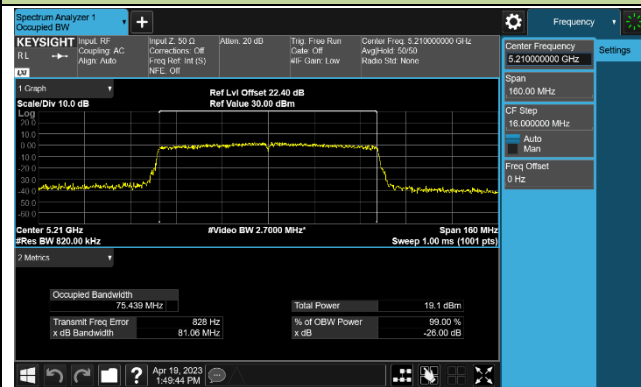 Spectrum Analyzer 1
Occupied BW
Frequency
KEYSIGHT
RL
LXI
Input: RF
Coupling: AC
Align: Auto
Input Z: 50 Ω
Corrections: Off
Freq Ref: Int (S)
NFE: Off
Atten: 20 dB
Trig: Free Run
Gate: Off
#IF Gain: Low
Center Freq: 5.210000000 GHz
Avg|Hold: 50/50
Radio Std: None
Center Frequency
5.210000000 GHz
Settings
Span
160.00 MHz
CF Step
16.000000 MHz
Auto
Man
Freq Offset
0 Hz
1 Graph
Scale/Div 10.0 dB
Ref Lvl Offset 22.40 dB
Ref Value 30.00 dBm
Log
20.0
10.0
0.00
-10.0
-20.0
-30.0
-40.0
-50.0
-60.0
Center 5.21 GHz
#Res BW 820.00 kHz
#Video BW 2.7000 MHz*
Span 160 MHz
Sweep 1.00 ms (1001 pts)
2 Metrics
Occupied Bandwidth
75.439 MHz
Total Power 19.1 dBm
Transmit Freq Error 828 Hz
% of OBW Power 99.00 %
x dB Bandwidth 81.06 MHz
x dB -26.00 dB
?
Apr 19, 2023
1:49:44 PM